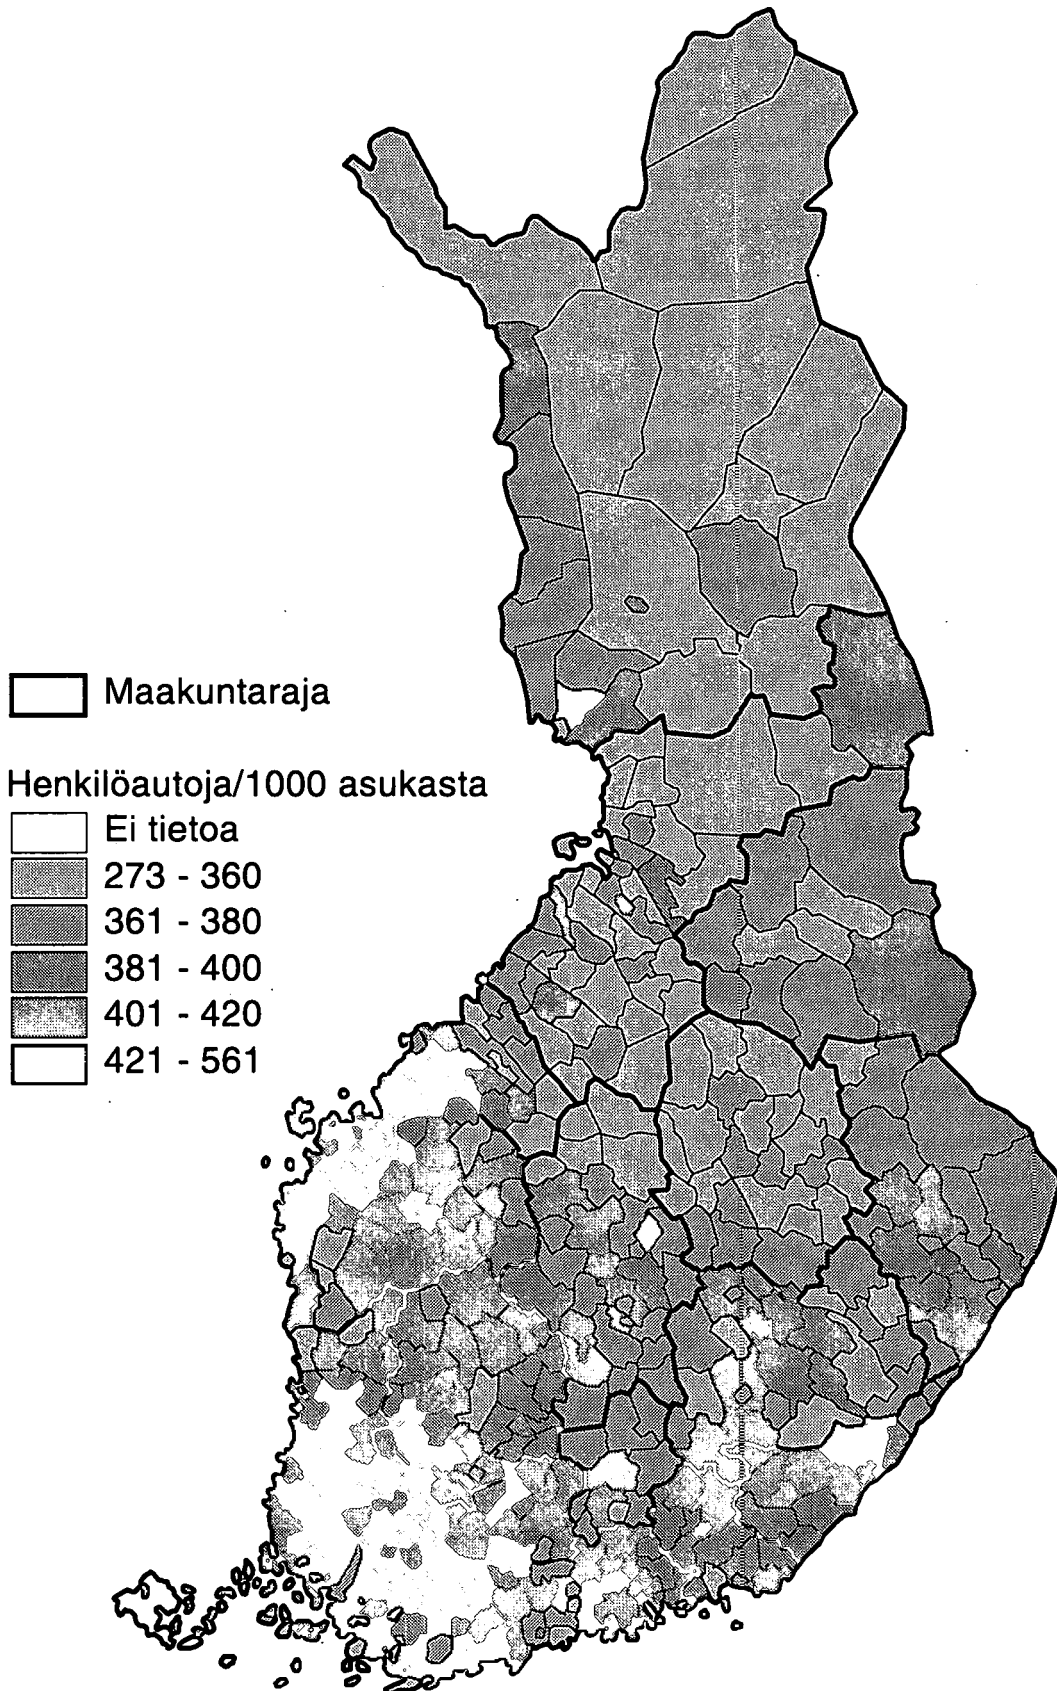 Maakuntaraja
Henkilöautoja/1000 asukasta
Ei tietoa
273 - 360
361 - 380
381 - 400
401 - 420
421 - 561